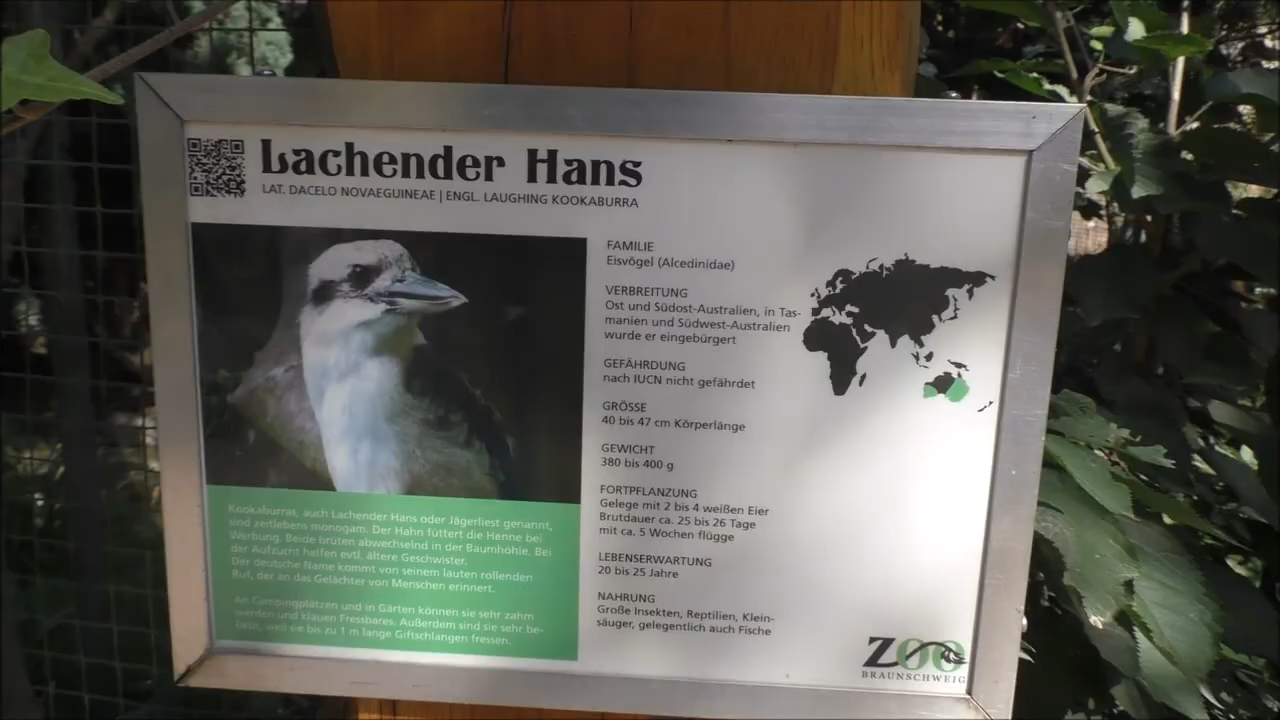 Lachender Hans
LAT. DACELO NOVAEGUINEAE | ENGL. LAUGHING KOOKABURRA
FAMILIE
Eisvögel (Alcedinidae)
VERBREITUNG
Ost und Südost-Australien, in Tas-
manien und Südwest-Australien
wurde er eingebürgert
GEFÄHRDUNG
nach IUCN nicht gefährdet
GRÖSSE
40 bis 47 cm Körperlänge
GEWICHT
380 bis 400 g
FORTPFLANZUNG
Gelege mit 2 bis 4 weißen Eier
Brutdauer ca. 25 bis 26 Tage
mit ca. 5 Wochen flügge
LEBENSERWARTUNG
20 bis 25 Jahre
NAHRUNG
Große Insekten, Reptilien, Klein-
säuger, gelegentlich auch Fische
Kookaburras, auch Lachender Hans oder Jägerliest genannt,
sind zeitlebens monogam. Der Hahn füttert die Henne bei
Werbung. Beide brüten abwechselnd in der Baumhöhle. Bei
der Aufzucht helfen evtl. ältere Geschwister.
Der deutsche Name kommt von seinem lauten rollenden
Ruf, der an das Gelächter von Menschen erinnert.
An Campingplätzen und in Gärten können sie sehr zahm
werden und klauen Fressbares. Außerdem sind sie sehr be-
liebt, weil sie bis zu 1 m lange Giftschlangen fressen.
ZOO
BRAUNSCHWEIG